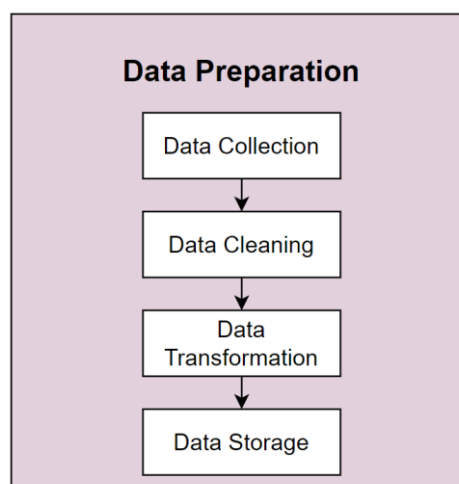 Data Preparation
Data Collection
Data Cleaning
Data
Transformation
Data Storage